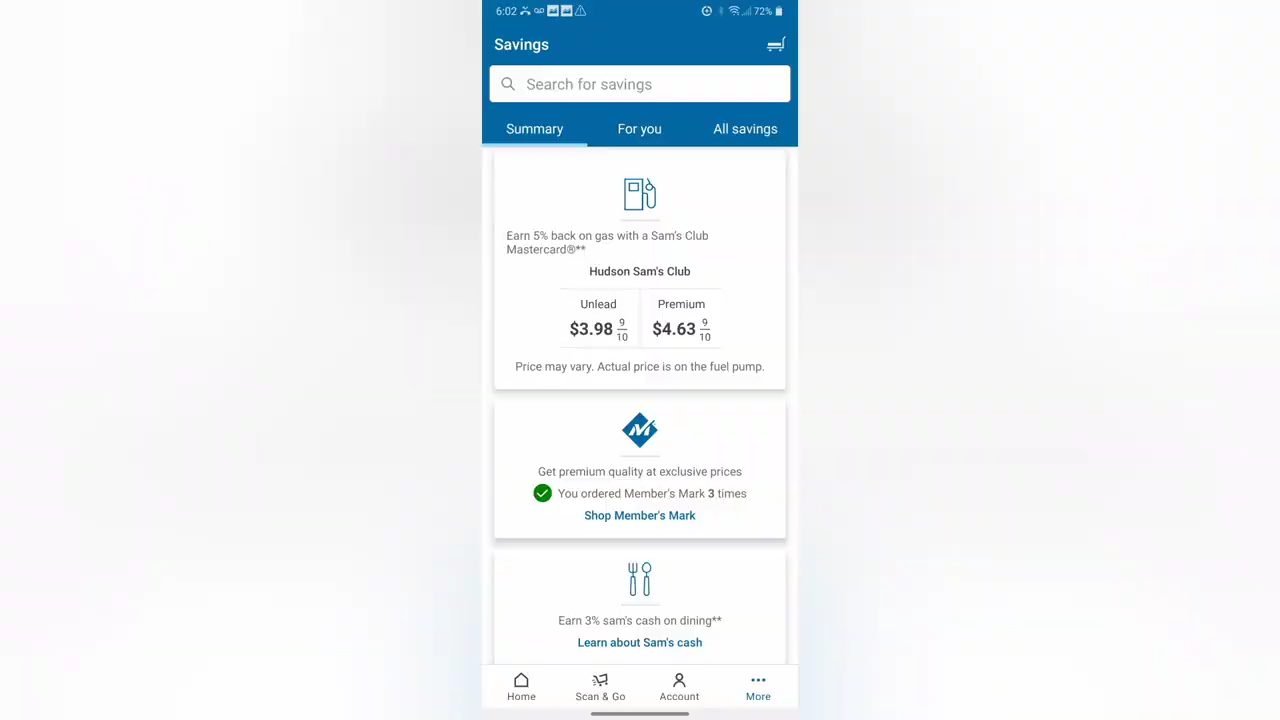 6:02 72%
Savings
Search for savings
Summary For you All savings
Earn 5% back on gas with a Sam's Club
Mastercard®**
Hudson Sam's Club
Unlead Premium
$3.98 9/10 $4.63 9/10
Price may vary. Actual price is on the fuel pump.
Get premium quality at exclusive prices
You ordered Member's Mark 3 times
Shop Member's Mark
Earn 3% sam's cash on dining**
Learn about Sam's cash
Home Scan & Go Account More